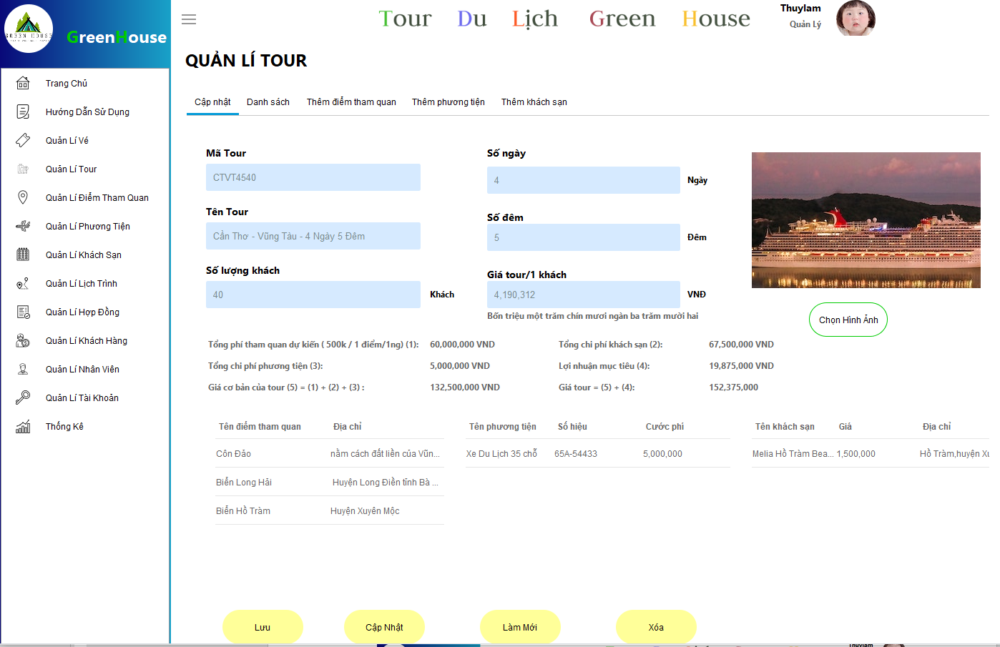 GREEN HOUSE
GreenHouse
Tour Du Lịch Green House
Thuylam
Quản Lý
Trang Chủ
Hướng Dẫn Sử Dụng
Quản Lí Vé
Quản Lí Tour
Quản Lí Điểm Tham Quan
Quản Lí Phương Tiện
Quản Lí Khách Sạn
Quản Lí Lịch Trình
Quản Lí Hợp Đồng
Quản Lí Khách Hàng
Quản Lí Nhân Viên
Quản Lí Tài Khoản
Thống Kê
QUẢN LÍ TOUR
Cập nhật Danh sách Thêm điểm tham quan Thêm phương tiện Thêm khách sạn
Mã Tour
CTVT4540
Tên Tour
Cần Thơ - Vũng Tàu - 4 Ngày 5 Đêm
Số lượng khách
40 Khách
Số ngày
4 Ngày
Số đêm
5 Đêm
Giá tour/1 khách
4,190,312 VNĐ
Bốn triệu một trăm chín mươi ngàn ba trăm mười hai
Chọn Hình Ảnh
Tổng phí tham quan dự kiến ( 500k / 1 điểm/1ng) (1): 60,000,000 VND Tổng chi phí khách sạn (2): 67,500,000 VND
Tổng chi phí phương tiện (3): 5,000,000 VND Lợi nhuận mục tiêu (4): 19,875,000 VND
Giá cơ bản của tour (5) = (1) + (2) + (3) : 132,500,000 VND Giá tour = (5) + (4): 152,375,000
Tên điểm tham quan Địa chỉ
Côn Đảo nằm cách đất liền của Vũn...
Biển Long Hải Huyện Long Điền tỉnh Bà ...
Biển Hồ Tràm Huyện Xuyên Mộc
Tên phương tiện Số hiệu Cước phí
Xe Du Lịch 35 chỗ 65A-54433 5,000,000
Tên khách sạn Giá Địa chỉ
Melia Hồ Tràm Bea... 1,500,000 Hồ Tràm,huyện Xu
Lưu Cập Nhật Làm Mới Xóa
Thuylam